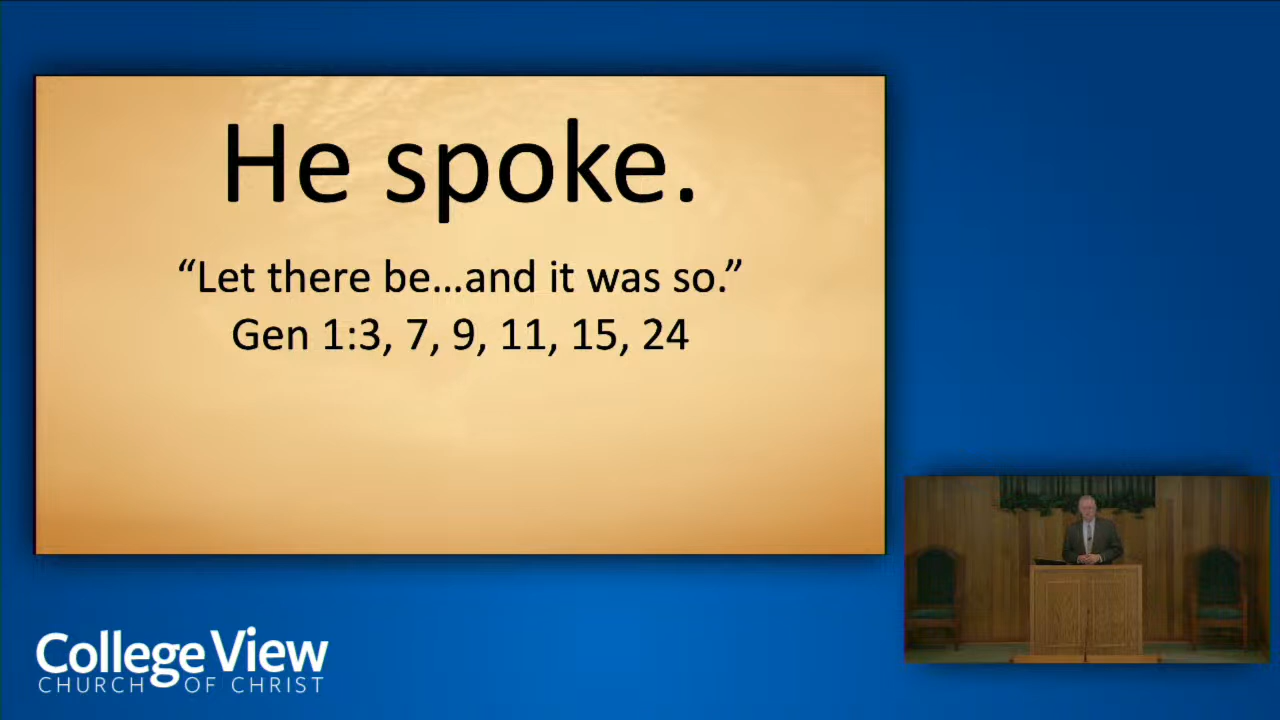 He spoke.
“Let there be…and it was so.”
Gen 1:3, 7, 9, 11, 15, 24
College View
CHURCH OF CHRIST